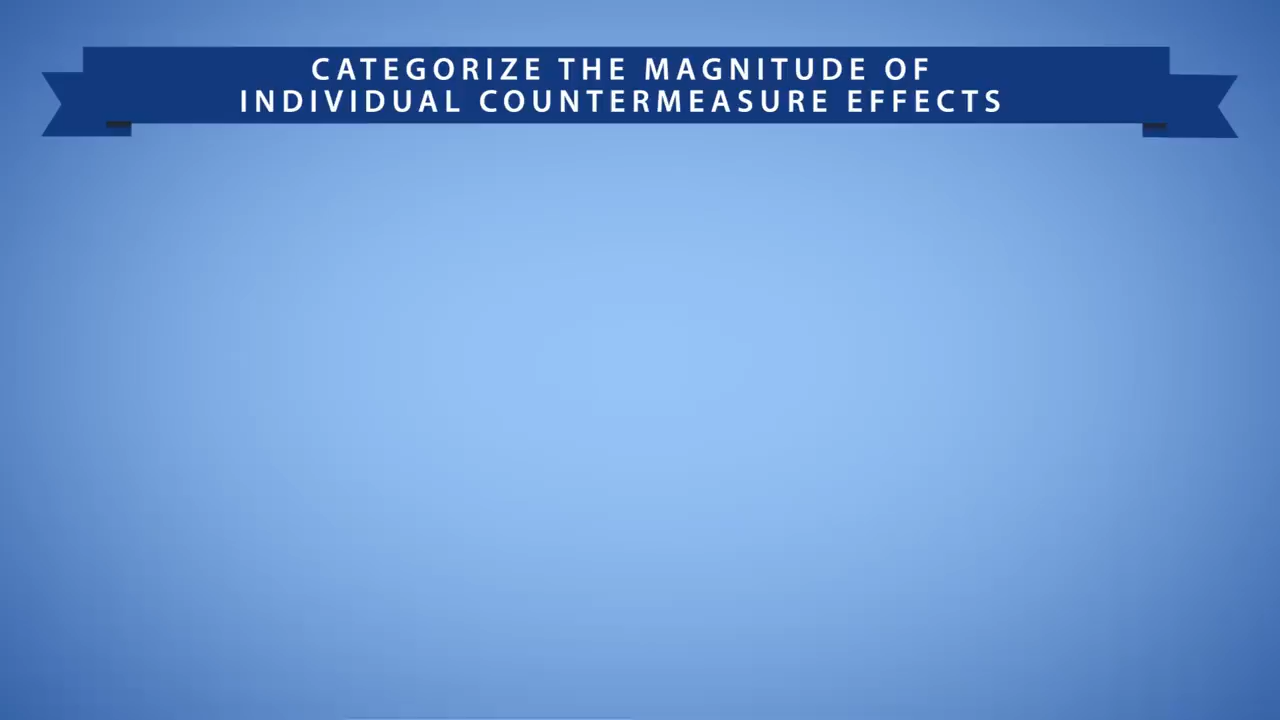 CATEGORIZE THE MAGNITUDE OF
INDIVIDUAL COUNTERMEASURE EFFECTS